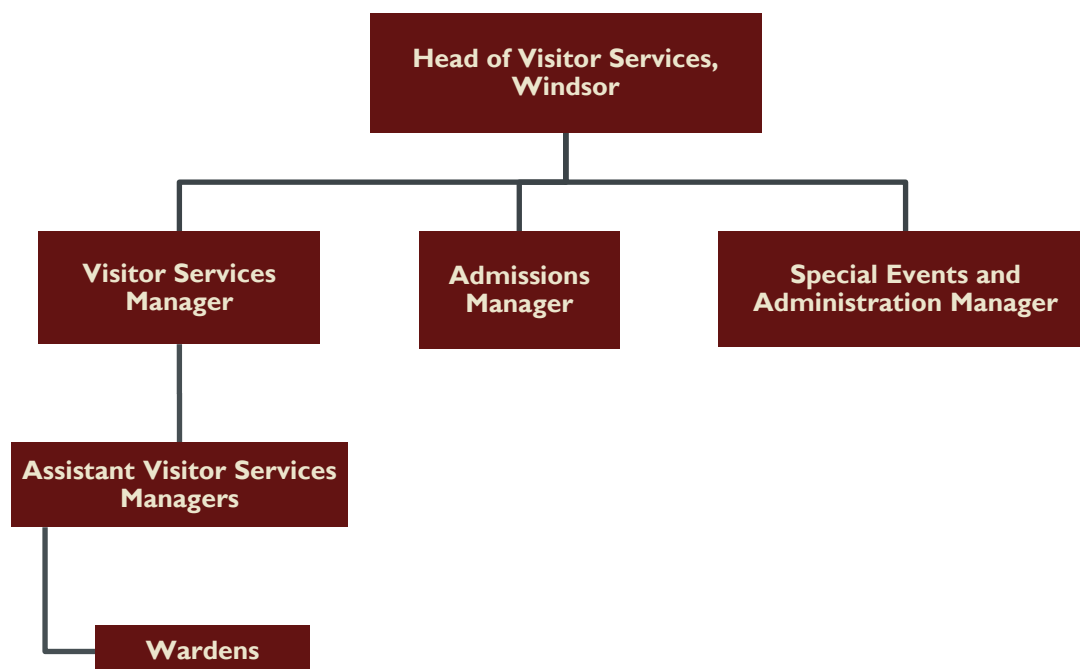 Head of Visitor Services,
Windsor
Visitor Services
Manager
Admissions
Manager
Special Events and
Administration Manager
Assistant Visitor Services
Managers
Wardens